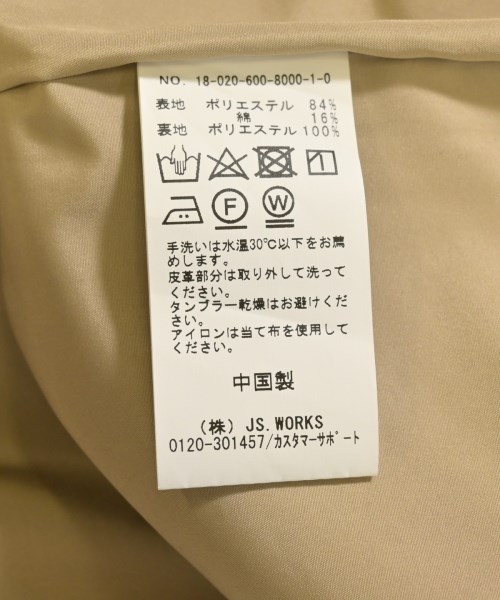 NO. 18-020-600-8000-1-0
表地 ポリエステル 84%
綿 16%
裏地 ポリエステル 100%
F W
手洗いは水温30℃以下をお薦
めします。
皮革部分は取り外して洗って
ください。
タンブラー乾燥はお避けくだ
さい。
アイロンは当て布を使用して
ください。
中国製
(株) JS.WORKS
0120-301457/カスタマーサポート